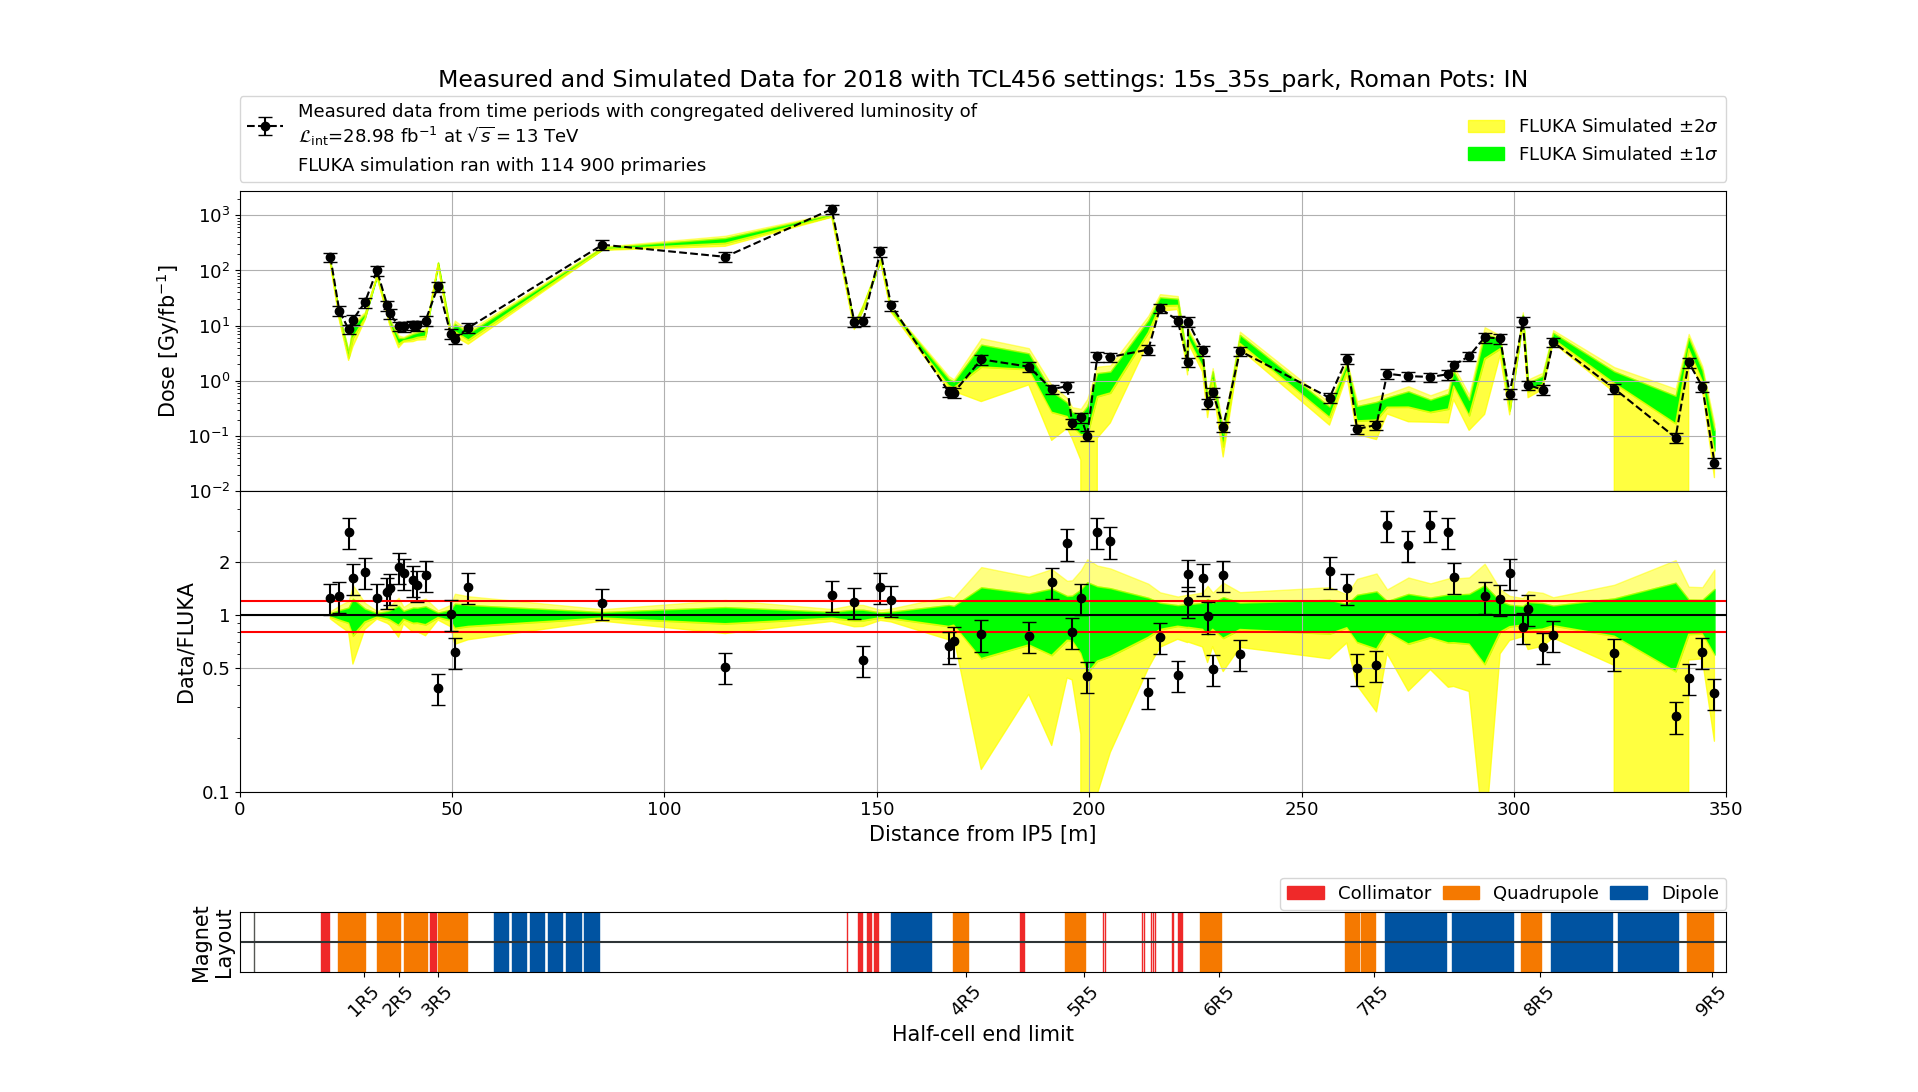 Measured and Simulated Data for 2018 with TCL456 settings: 15s_35s_park, Roman Pots: IN
Measured data from time periods with congregated delivered luminosity of
ℒint=28.98 fb⁻¹ at √s = 13 TeV
FLUKA simulation ran with 114 900 primaries
FLUKA Simulated ±2σ
FLUKA Simulated ±1σ
Dose [Gy/fb⁻¹]
10³
10²
10¹
10⁰
10⁻¹
10⁻²
Data/FLUKA
2
1
0.5
0.1
0 50 100 150 200 250 300 350
Distance from IP5 [m]
Collimator Quadrupole Dipole
Magnet
Layout
1R5 2R5 3R5 4R5 5R5 6R5 7R5 8R5 9R5
Half-cell end limit